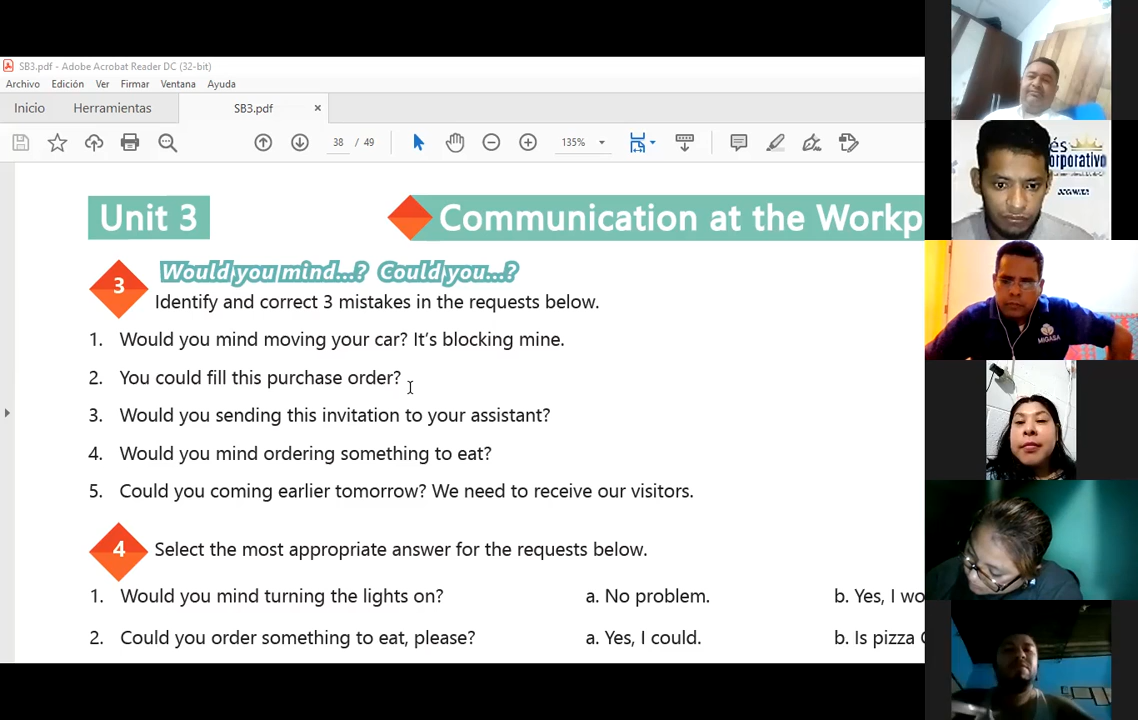 SB3.pdf - Adobe Acrobat Reader DC (32-bit)
Archivo Edición Ver Firmar Ventana Ayuda
Inicio Herramientas SB3.pdf ×
38 / 49 135%
Unit 3 Communication at the Workp
3 Would you mind...? Could you...?
Identify and correct 3 mistakes in the requests below.
1. Would you mind moving your car? It's blocking mine.
2. You could fill this purchase order?
3. Would you sending this invitation to your assistant?
4. Would you mind ordering something to eat?
5. Could you coming earlier tomorrow? We need to receive our visitors.
4 Select the most appropriate answer for the requests below.
1. Would you mind turning the lights on? a. No problem. b. Yes, I wo
2. Could you order something to eat, please? a. Yes, I could. b. Is pizza
és
orporativo
MIGASA